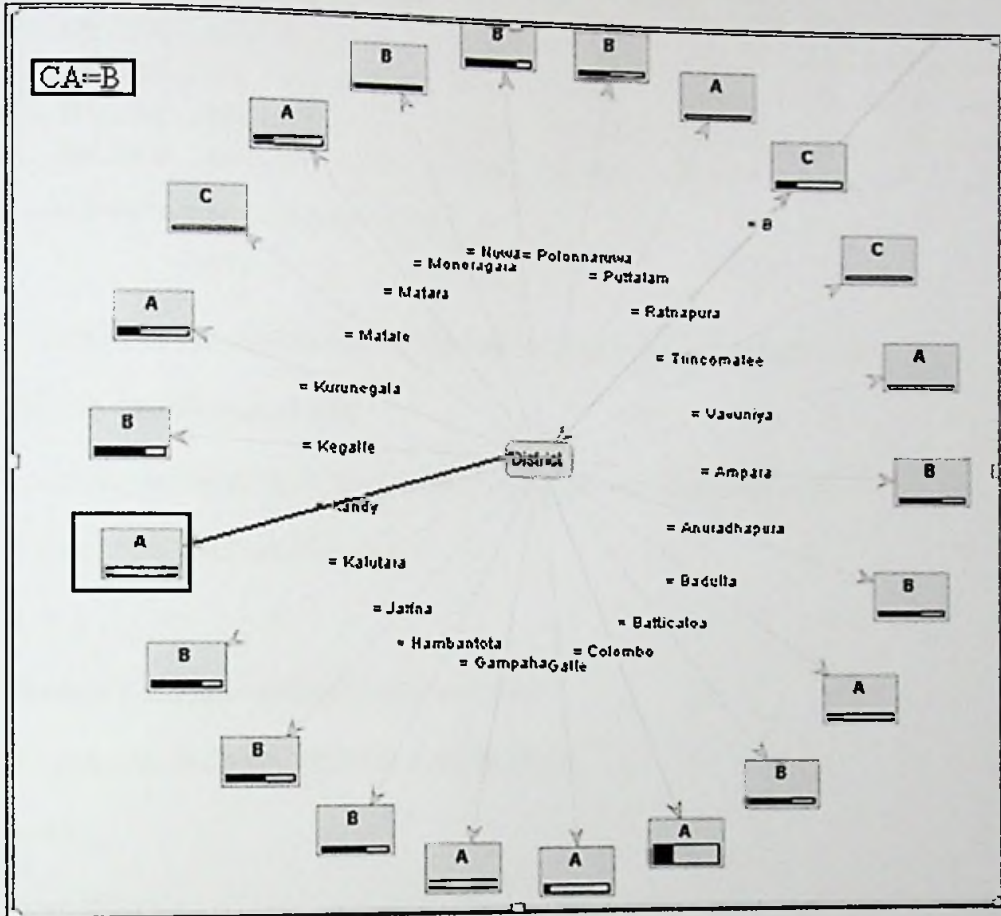 CA=B
B
B
B
A
A
C
= B
C
C
= Nuwa= Polonnaruwa
= Moneragala
= Puttalam
= Matara
= Ratnapura
A
= Matale
= Trincomalee
A
= Kurunegala
= Vavuniya
B
= Kegalle
District
= Ampara
B
= Kandy
= Anuradhapura
A
= Kalutara
= Badulla
B
= Jaffna
= Batticaloa
= Hambantota
= Colombo
= GampahaGalle
B
A
B
B
B
A
A
A